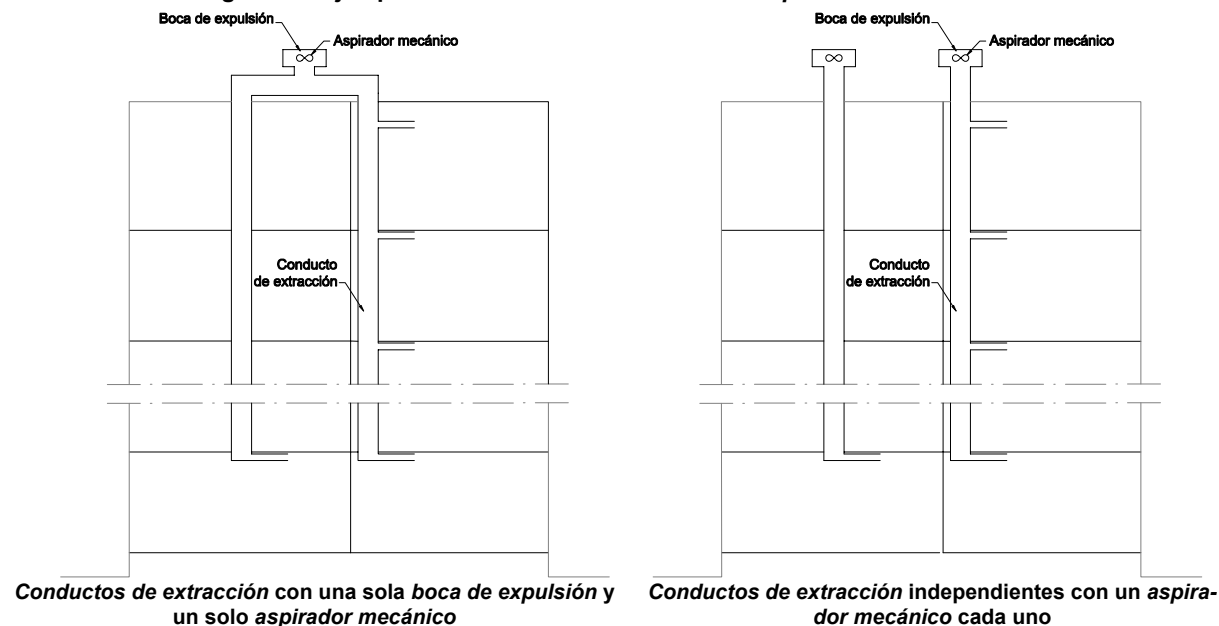 Boca de expulsión
Aspirador mecánico
Conducto
de extracción
Conductos de extracción con una sola boca de expulsión y
un solo aspirador mecánico
Boca de expulsión
Aspirador mecánico
Conducto
de extracción
Conductos de extracción independientes con un aspira-
dor mecánico cada uno